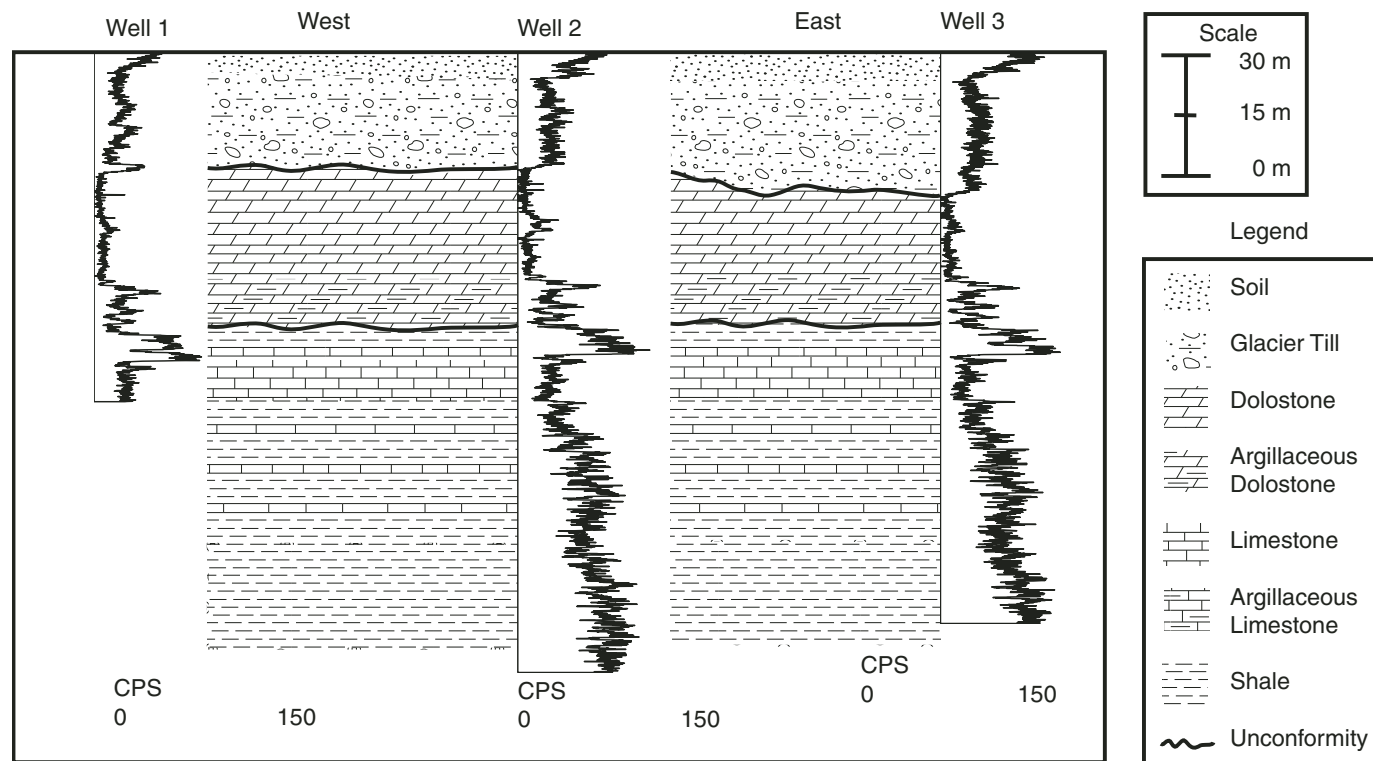 Well 1
West
Well 2
East
Well 3
Scale
30 m
15 m
0 m
Legend
Soil
Glacier Till
Dolostone
Argillaceous
Dolostone
Limestone
Argillaceous
Limestone
Shale
Unconformity
CPS
0
150
CPS
0
150
CPS
0
150